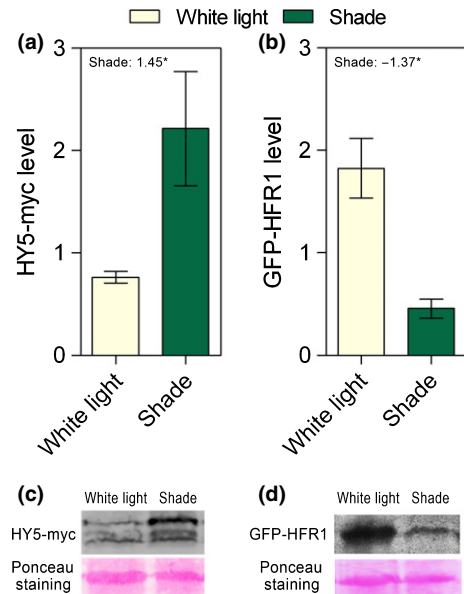 White light Shade
(a)
Shade: 1.45*
HY5-myc level
3
2
1
0
White light
Shade
(b)
Shade: −1.37*
GFP-HFR1 level
3
2
1
0
White light
Shade
(c)
White light Shade
HY5-myc
Ponceau
staining
(d)
White light Shade
GFP-HFR1
Ponceau
staining